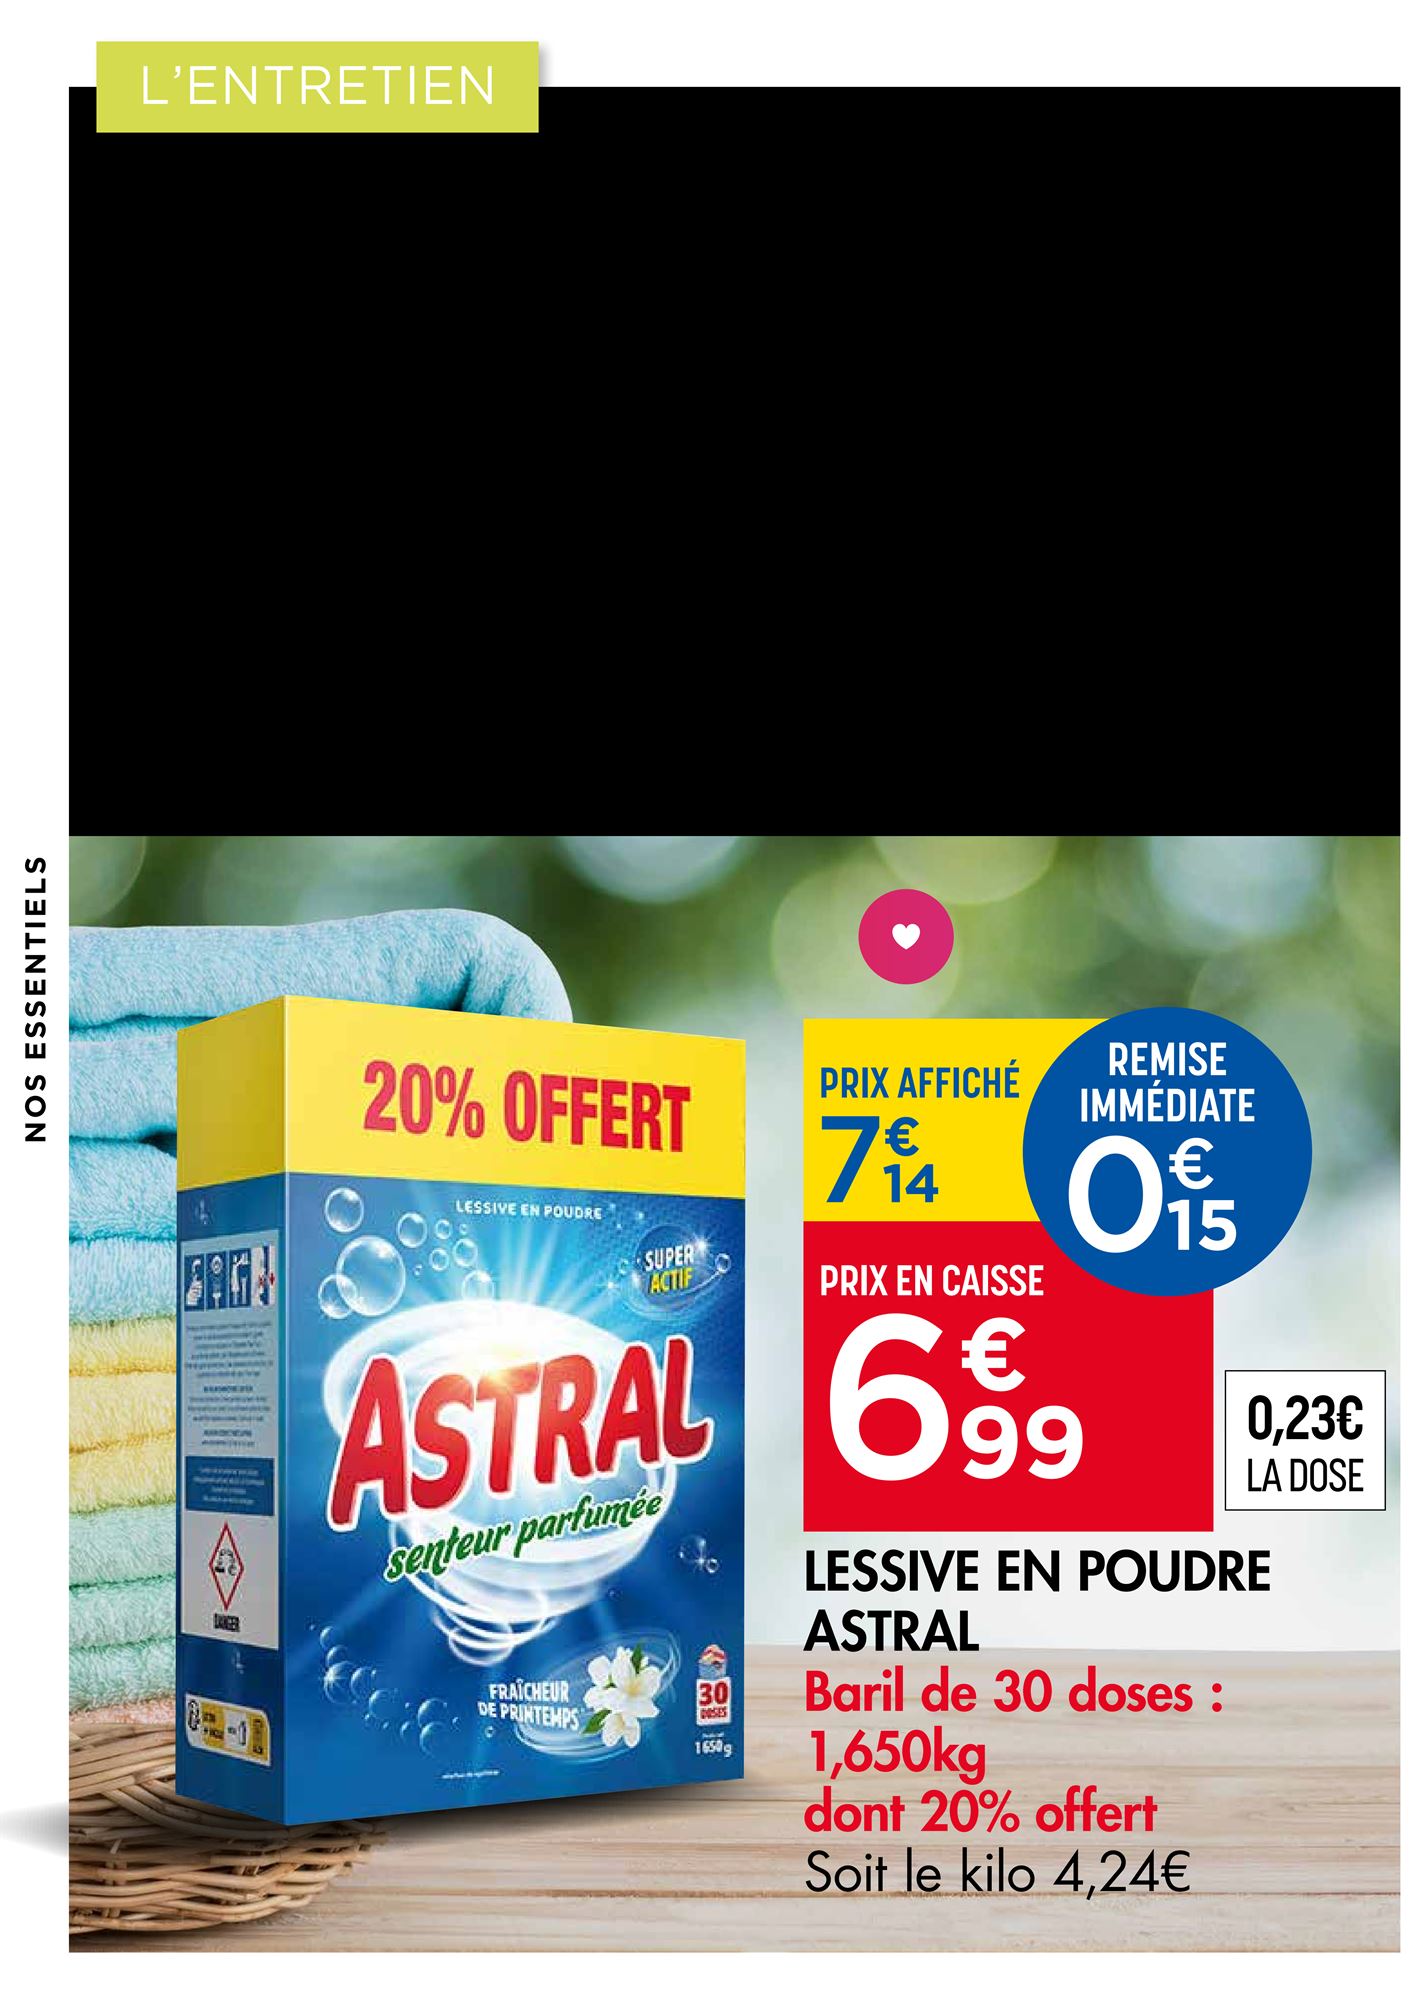 L'ENTRETIEN
NOS ESSENTIELS
20% OFFERT
LESSIVE EN POUDRE
SUPER
ACTIF
ASTRAL
senteur parfumée
FRAÎCHEUR
DE PRINTEMPS
30
DOSES
1650g
DANGER
PRIX AFFICHÉ
7€14
REMISE
IMMÉDIATE
0€15
PRIX EN CAISSE
6€99
0,23€
LA DOSE
LESSIVE EN POUDRE
ASTRAL
Baril de 30 doses :
1,650kg
dont 20% offert
Soit le kilo 4,24€